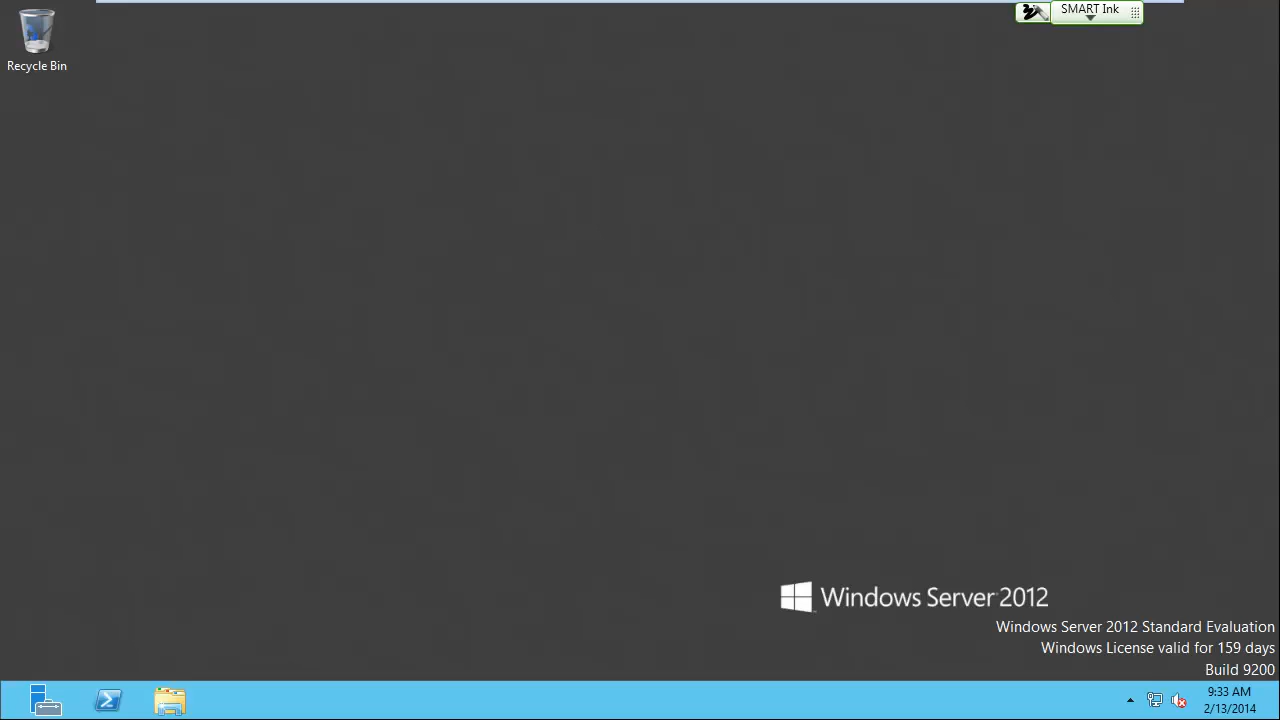 SMART Ink
Recycle Bin
Windows Server 2012
Windows Server 2012 Standard Evaluation
Windows License valid for 159 days
Build 9200
9:33 AM
2/13/2014